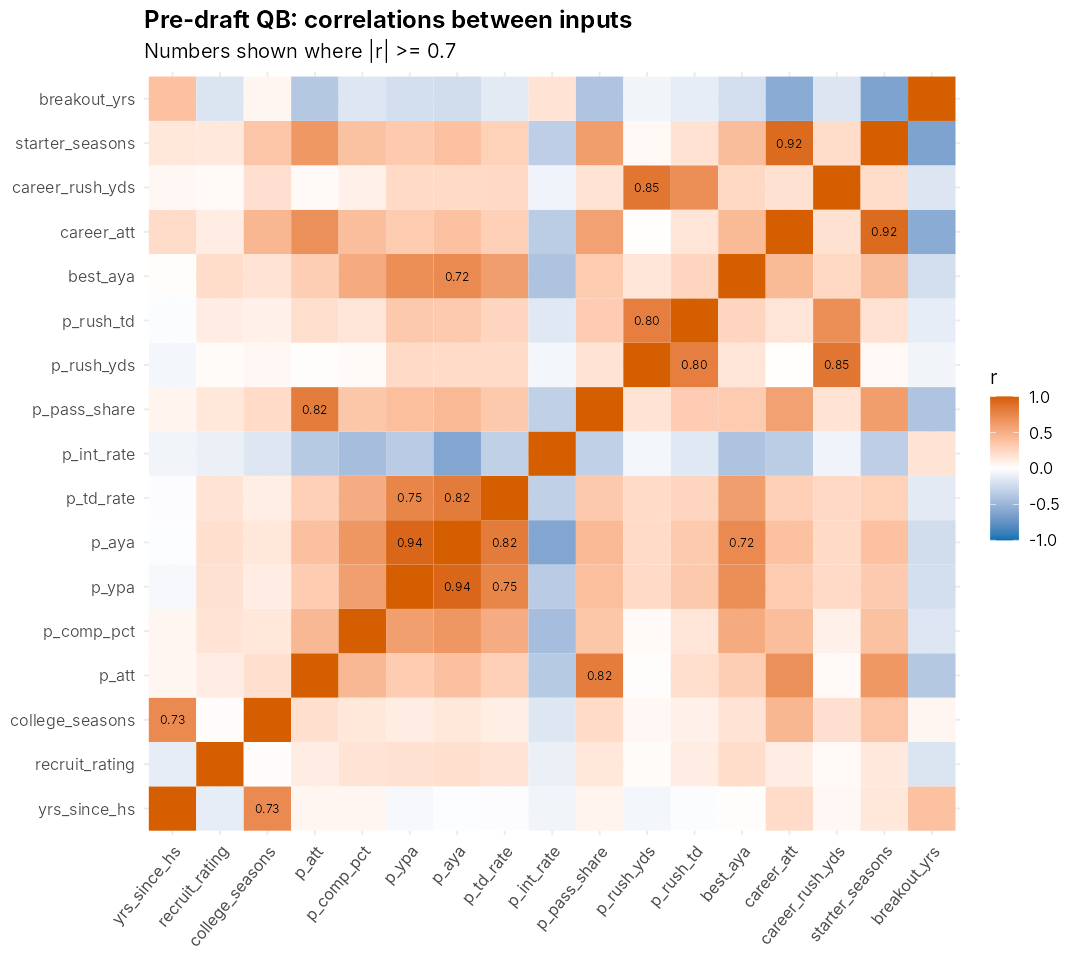 Pre-draft QB: correlations between inputs
Numbers shown where |r| >= 0.7
breakout_yrs
starter_seasons 0.92
career_rush_yds 0.85
career_att 0.92
best_aya 0.72
p_rush_td 0.80
p_rush_yds 0.80 0.85
p_pass_share 0.82
p_int_rate
p_td_rate 0.75 0.82
p_aya 0.94 0.82 0.72
p_ypa 0.94 0.75
p_comp_pct
p_att 0.82
college_seasons 0.73
recruit_rating
yrs_since_hs 0.73
yrs_since_hs
recruit_rating
college_seasons
p_att
p_comp_pct
p_ypa
p_aya
p_td_rate
p_int_rate
p_pass_share
p_rush_yds
p_rush_td
best_aya
career_att
career_rush_yds
starter_seasons
breakout_yrs
r
1.0
0.5
0.0
-0.5
-1.0